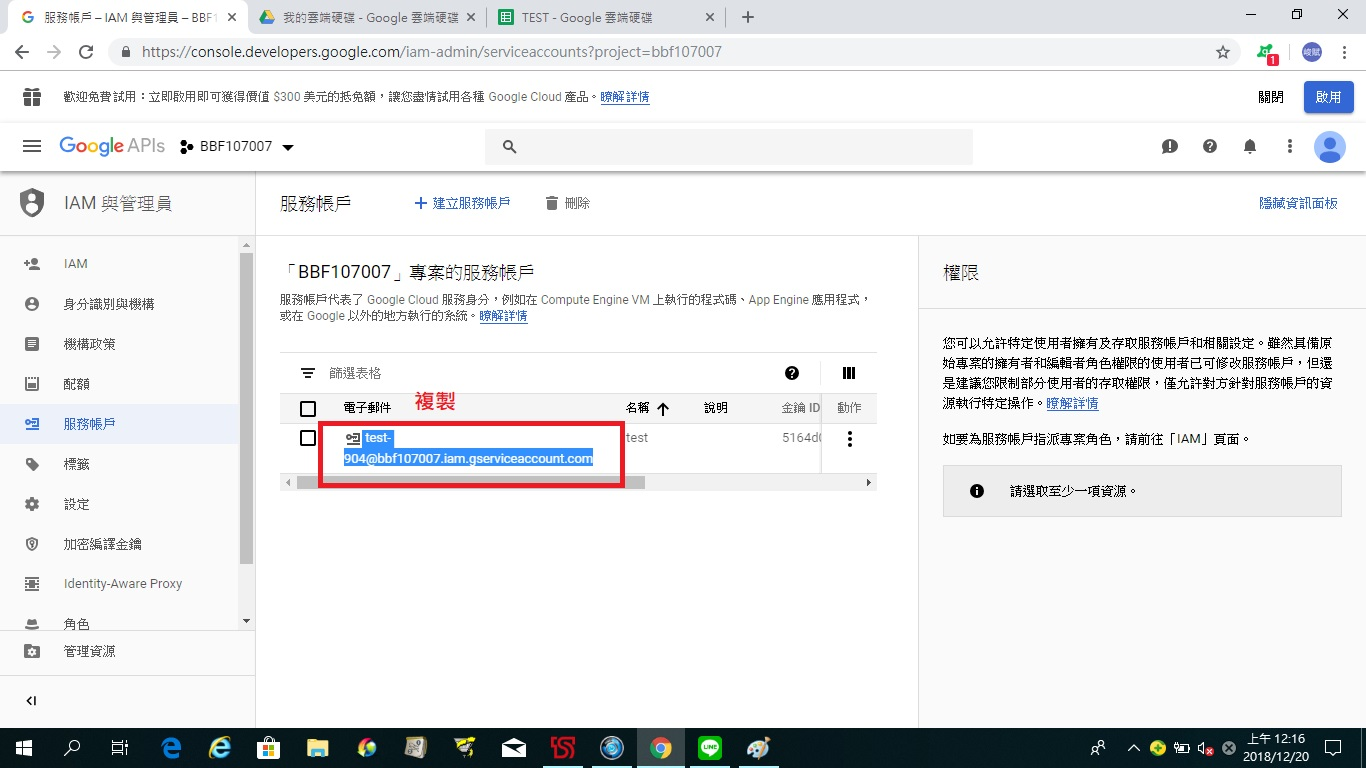 服務帳戶 – IAM 與管理員 – BBF1
我的雲端硬碟 - Google 雲端硬碟
TEST - Google 雲端硬碟
https://console.developers.google.com/iam-admin/serviceaccounts?project=bbf107007
1
峻賦
歡迎免費試用：立即啟用即可獲得價值 $300 美元的抵免額，讓您盡情試用各種 Google Cloud 產品。瞭解詳情
關閉
啟用
Google APIs
BBF107007
IAM 與管理員
服務帳戶
建立服務帳戶
刪除
隱藏資訊面板
IAM
身分識別與機構
機構政策
配額
服務帳戶
標籤
設定
加密編譯金鑰
Identity-Aware Proxy
角色
管理資源
「BBF107007」專案的服務帳戶
服務帳戶代表了 Google Cloud 服務身分，例如在 Compute Engine VM 上執行的程式碼、App Engine 應用程式，
或在 Google 以外的地方執行的系統。瞭解詳情
篩選表格
電子郵件
複製
名稱
說明
金鑰 ID
動作
test-
904@bbf107007.iam.gserviceaccount.com
test
5164d0
權限
您可以允許特定使用者擁有及存取服務帳戶和相關設定。雖然具備原
始專案的擁有者和編輯者角色權限的使用者已可修改服務帳戶，但還
是建議您限制部分使用者的存取權限，僅允許對方針對服務帳戶的資
源執行特定操作。瞭解詳情
如要為服務帳戶指派專案角色，請前往「IAM」頁面。
請選取至少一項資源。
LINE
上午 12:16
2018/12/20